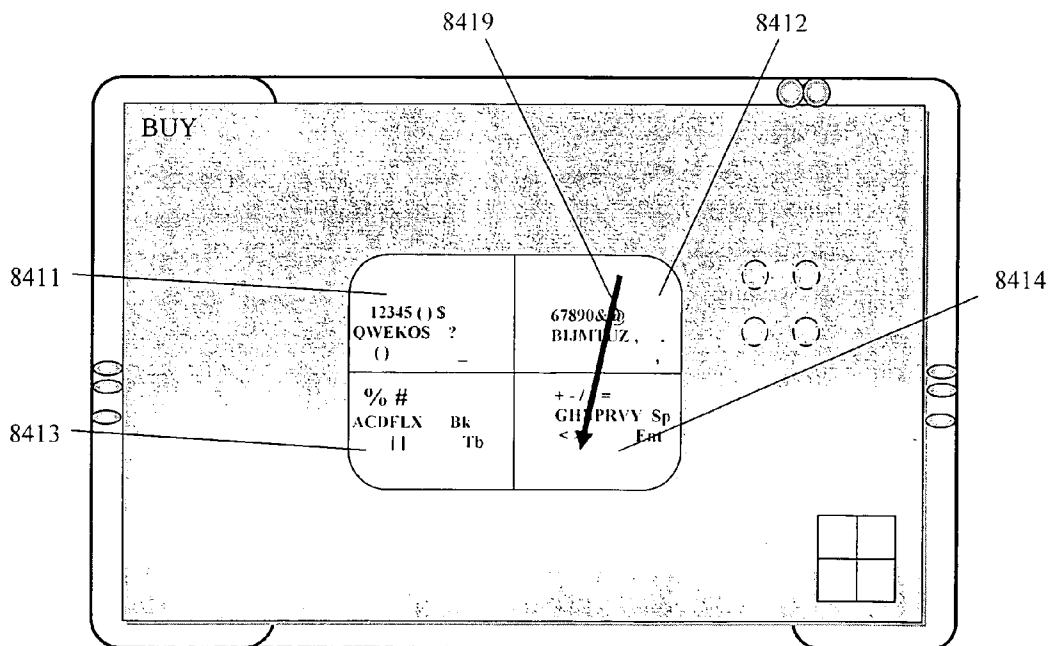 8419
8412
BUY
8411
8414
12345 ( ) $
QWEKOS ?
( ) _
67890&@
BIJMTUZ , .
,
8413
% #
ACDFLX Bk
[ ] Tb
+ - / =
Sp
<
Ent